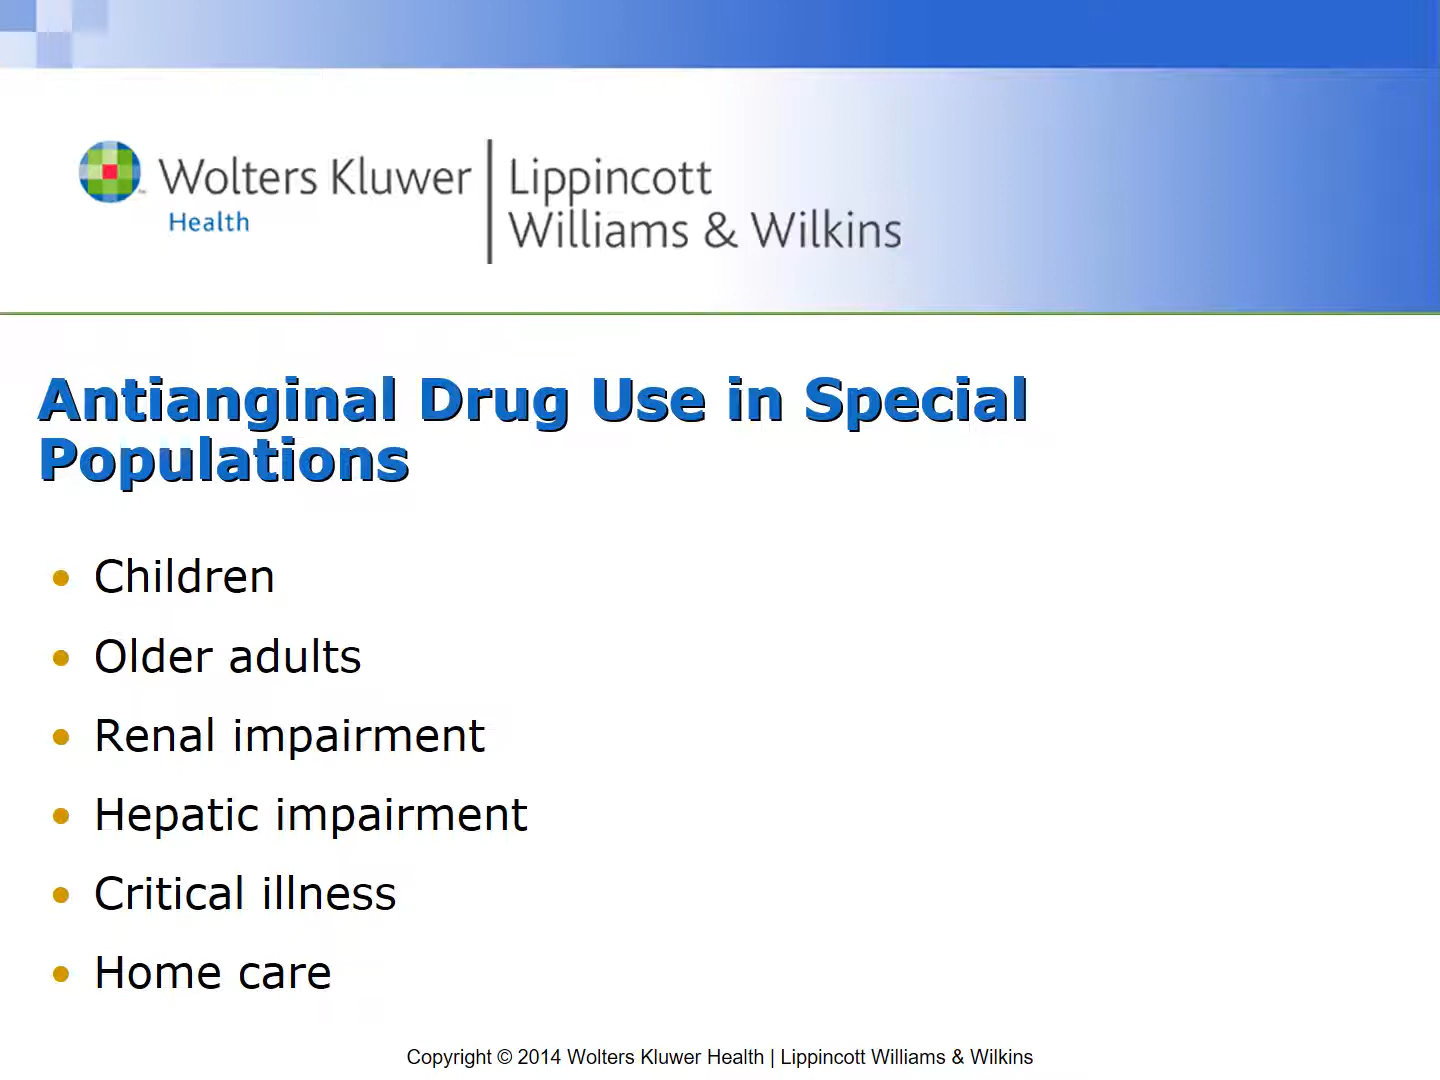 Wolters Kluwer
Health
Lippincott
Williams & Wilkins
Antianginal Drug Use in Special
Populations
• Children
• Older adults
• Renal impairment
• Hepatic impairment
• Critical illness
• Home care
Copyright © 2014 Wolters Kluwer Health | Lippincott Williams & Wilkins